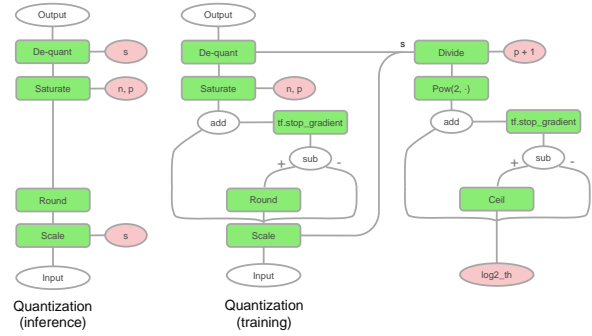 Output
De-quant
s
Saturate
n, p
Round
Scale
s
Input
Quantization
(inference)
Output
De-quant
Saturate
n, p
add
tf.stop_gradient
+
sub
-
Round
Scale
Input
Quantization
(training)
s
Divide
p + 1
Pow(2, ·)
add
tf.stop_gradient
+
sub
-
Ceil
log2_th